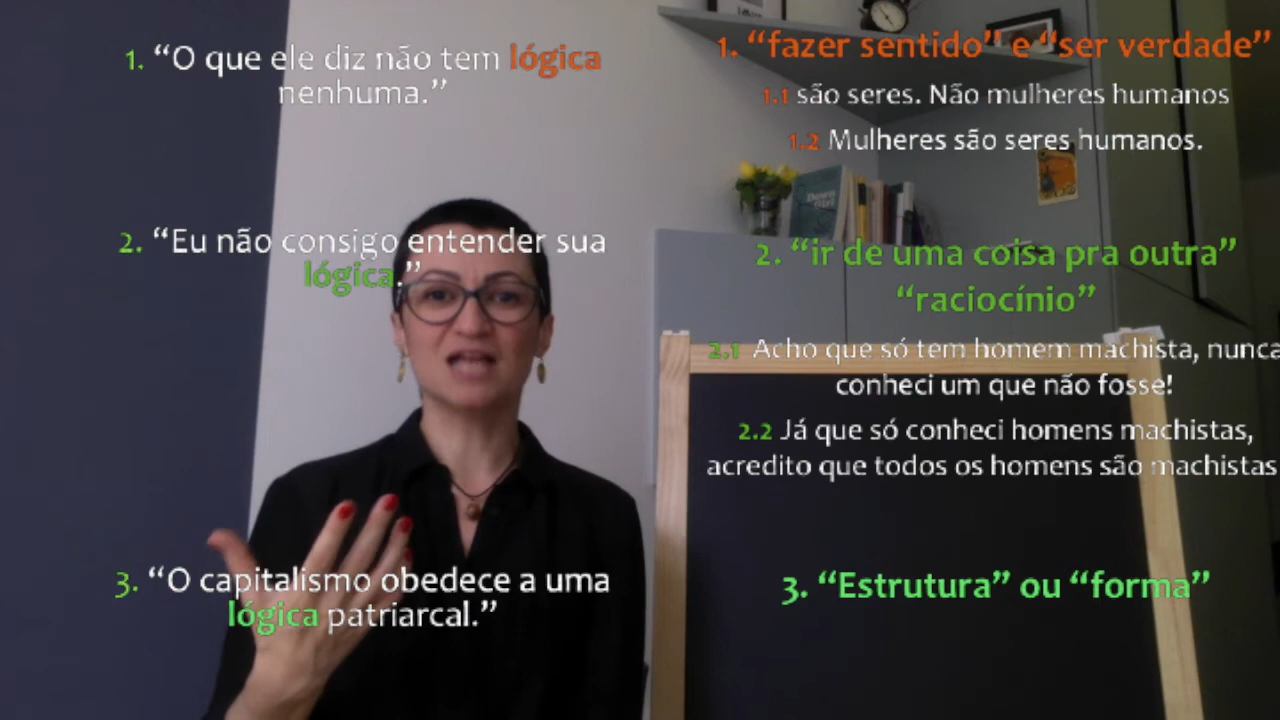 1. “O que ele diz não tem lógica
nenhuma.”
2. “Eu não consigo entender sua
lógica.”
3. “O capitalismo obedece a uma
lógica patriarcal.”
1. “fazer sentido” e “ser verdade”
1.1 são seres. Não mulheres humanos
1.2 Mulheres são seres humanos.
Down Girl
2. “ir de uma coisa pra outra”
“raciocínio”
2.1 Acho que só tem homem machista, nunca
conheci um que não fosse!
2.2 Já que só conheci homens machistas,
acredito que todos os homens são machistas
3. “Estrutura” ou “forma”